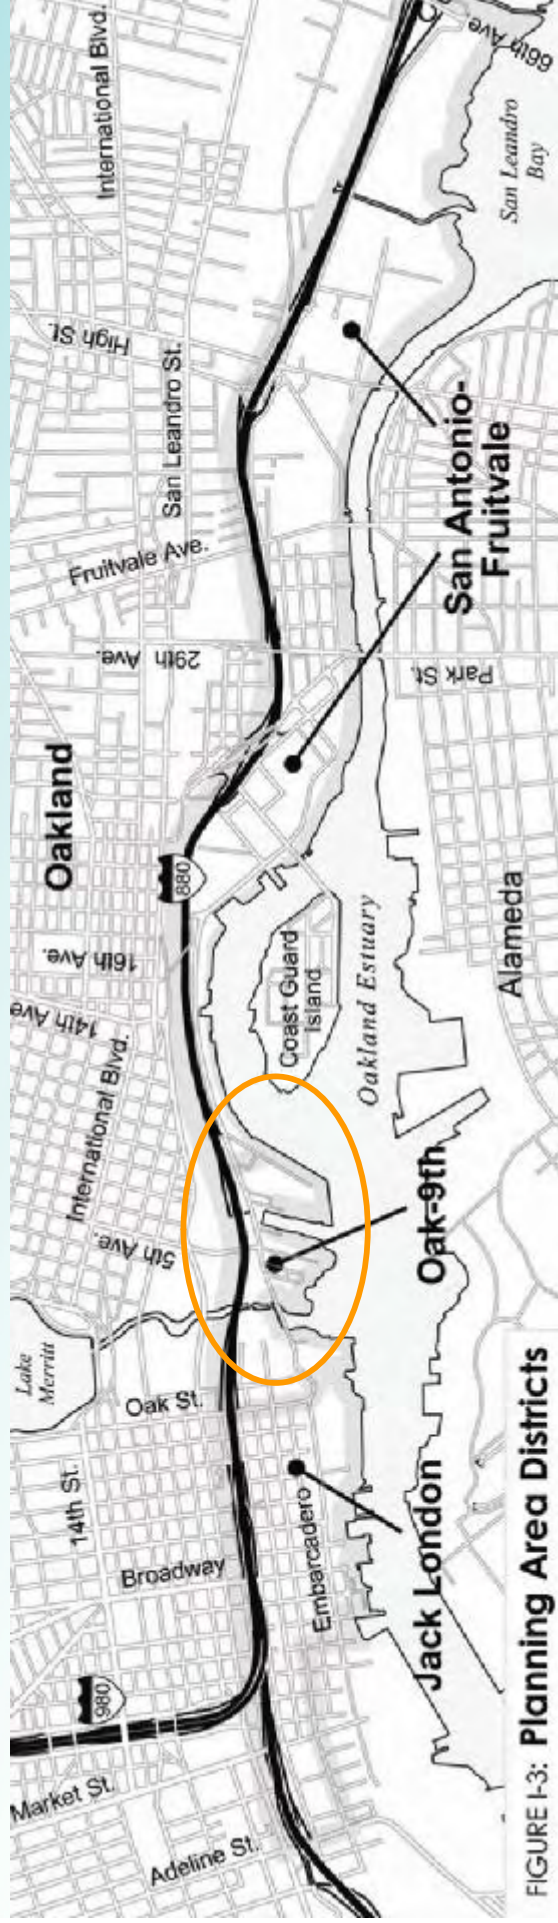 Market St.
Adeline St.
980
14th St.
Broadway
Embarcadero
Jack London
Lake
Merritt
Oak St.
5th Ave.
International Blvd.
Oak-9th
14th Ave.
16th Ave.
Oakland
880
Coast Guard
Island
Oakland Estuary
Alameda
29th Ave.
Fruitvale Ave.
San Leandro St.
High St.
International Blvd.
Park St.
San Antonio-
Fruitvale
66th Ave
San Leandro
Bay
FIGURE I-3: Planning Area Districts